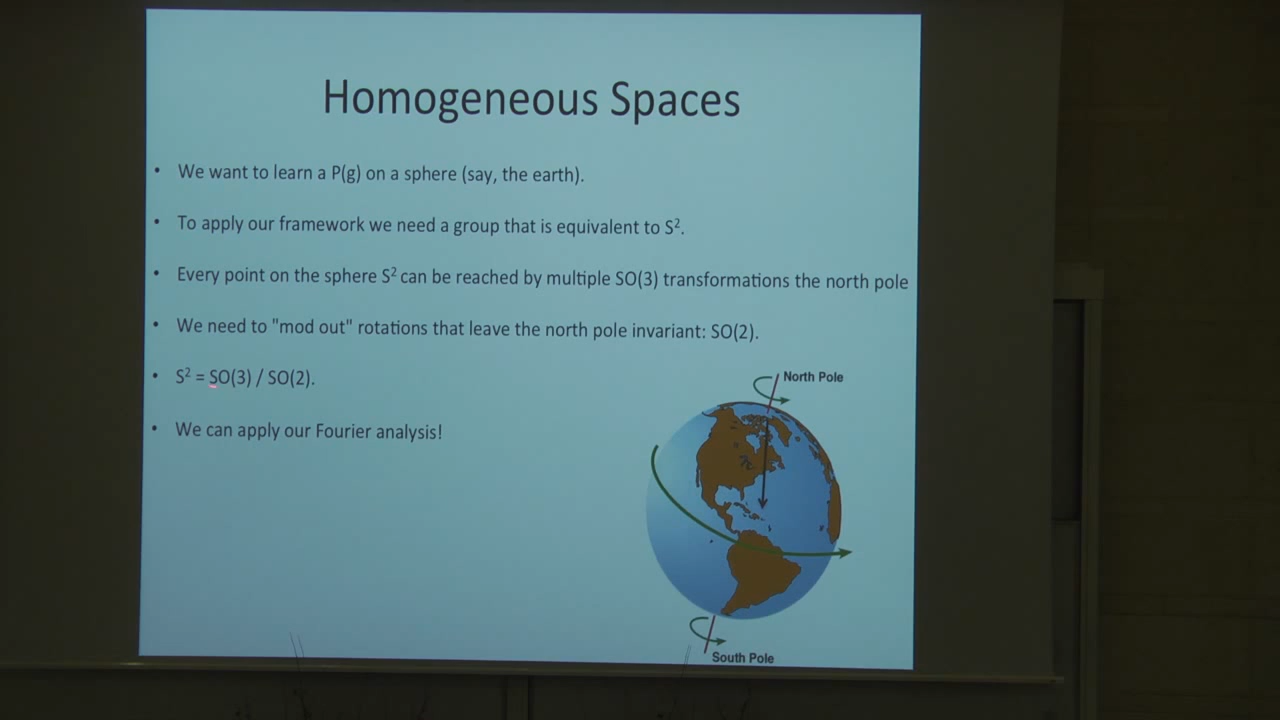 Homogeneous Spaces
• We want to learn a P(g) on a sphere (say, the earth).
• To apply our framework we need a group that is equivalent to S².
• Every point on the sphere S² can be reached by multiple SO(3) transformations the north pole
• We need to "mod out" rotations that leave the north pole invariant: SO(2).
• S² = SO(3) / SO(2).
• We can apply our Fourier analysis!
North Pole
South Pole